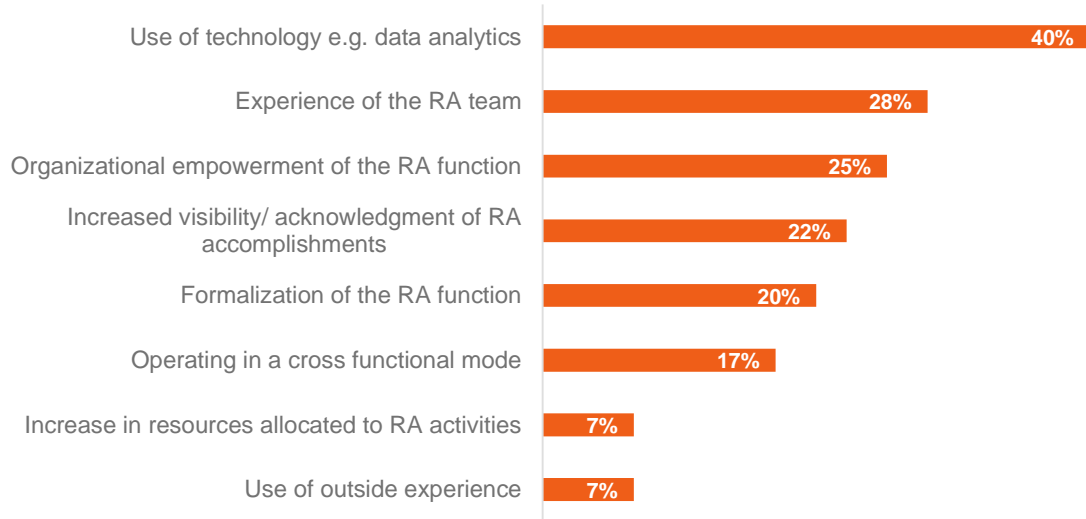 Use of technology e.g. data analytics 40%
Experience of the RA team 28%
Organizational empowerment of the RA function 25%
Increased visibility/ acknowledgment of RA
accomplishments 22%
Formalization of the RA function 20%
Operating in a cross functional mode 17%
Increase in resources allocated to RA activities 7%
Use of outside experience 7%